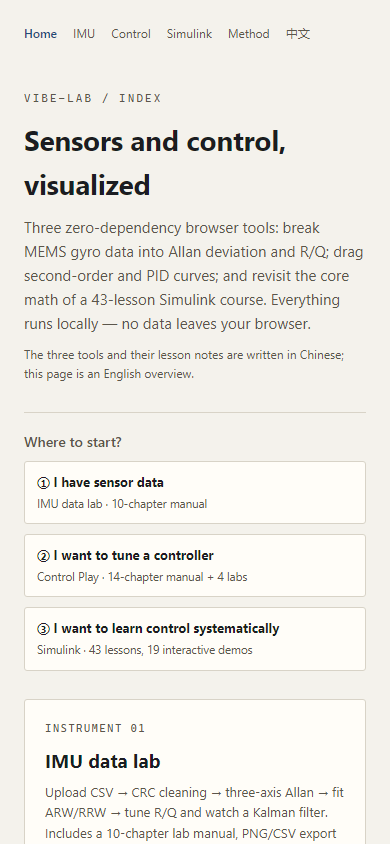 Home IMU Control Simulink Method 中文
VIBE-LAB / INDEX
Sensors and control,
visualized
Three zero-dependency browser tools: break
MEMS gyro data into Allan deviation and R/Q; drag
second-order and PID curves; and revisit the core
math of a 43-lesson Simulink course. Everything
runs locally — no data leaves your browser.
The three tools and their lesson notes are written in Chinese;
this page is an English overview.
Where to start?
① I have sensor data
IMU data lab · 10-chapter manual
② I want to tune a controller
Control Play · 14-chapter manual + 4 labs
③ I want to learn control systematically
Simulink · 43 lessons, 19 interactive demos
INSTRUMENT 01
IMU data lab
Upload CSV → CRC cleaning → three-axis Allan → fit
ARW/RRW → tune R/Q and watch a Kalman filter.
Includes a 10-chapter lab manual, PNG/CSV export